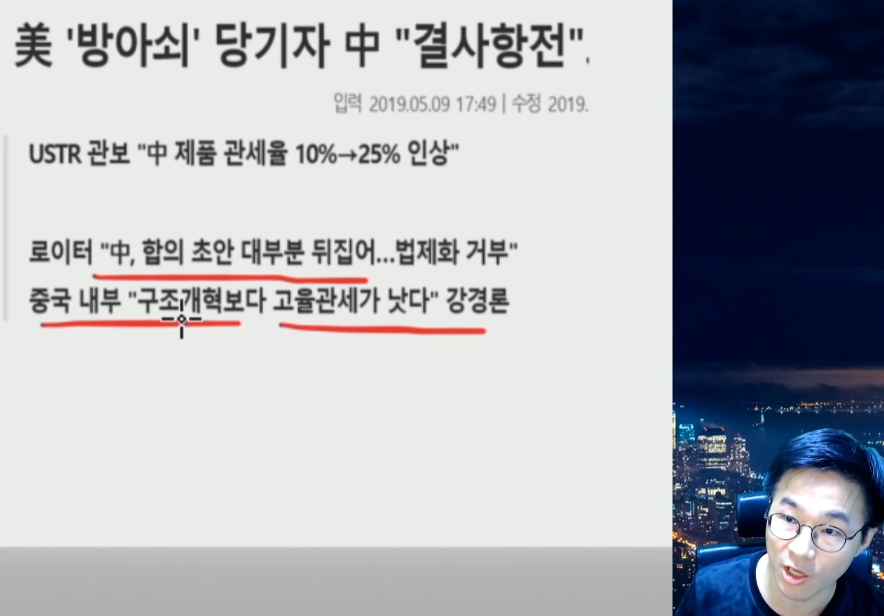 美 '방아쇠' 당기자 中 "결사항전"
입력 2019.05.09 17:49 | 수정 2019.
USTR 관보 "中 제품 관세율 10%→25% 인상"
로이터 "中, 합의 초안 대부분 뒤집어...법제화 거부"
중국 내부 "구조개혁보다 고율관세가 낫다" 강경론